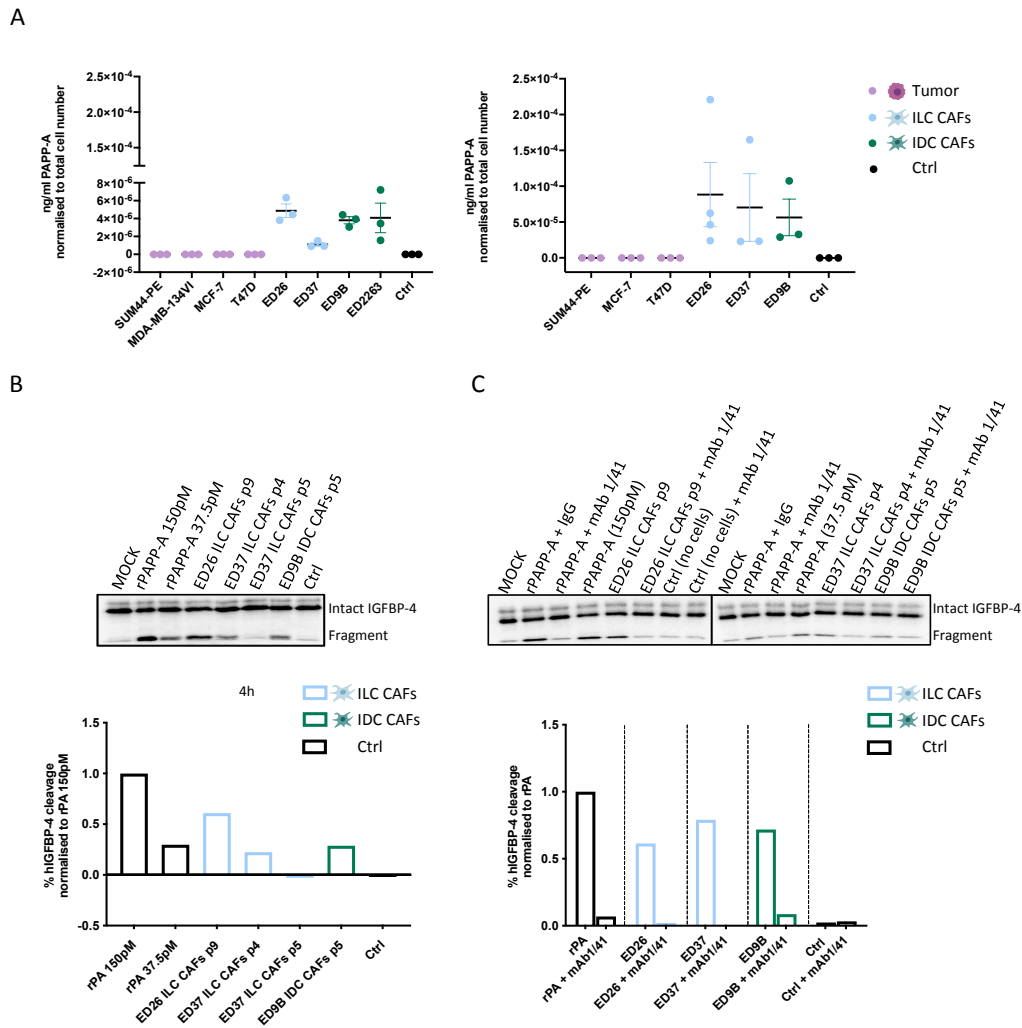 A
ng/ml PAPP-A
normalised to total cell number
2.5×10⁻⁴
2.0×10⁻⁴
1.5×10⁻⁴
8×10⁻⁶
6×10⁻⁶
4×10⁻⁶
2×10⁻⁶
0
−2×10⁻⁶
SUM44-PE
MDA-MB-134VI
MCF-7
T47D
ED26
ED37
ED9B
ED2263
Ctrl
ng/ml PAPP-A
normalised to total cell number
2.5×10⁻⁴
2.0×10⁻⁴
1.5×10⁻⁴
1.0×10⁻⁴
5.0×10⁻⁵
0.0
SUM44-PE
MCF-7
T47D
ED26
ED37
ED9B
Ctrl
Tumor
ILC CAFs
IDC CAFs
Ctrl
B
MOCK
rPAPP-A 150pM
rPAPP-A 37.5pM
ED26 ILC CAFs p9
ED37 ILC CAFs p4
ED37 ILC CAFs p5
ED9B IDC CAFs p5
Ctrl
Intact IGFBP-4
Fragment
4h
ILC CAFs
IDC CAFs
Ctrl
% hIGFBP-4 cleavage
normalised to rPA 150pM
1.5
1.0
0.5
0.0
-0.5
rPA 150pM
rPA 37.5pM
ED26 ILC CAFs p9
ED37 ILC CAFs p4
ED37 ILC CAFs p5
ED9B IDC CAFs p5
Ctrl
C
MOCK
rPAPP-A + IgG
rPAPP-A + mAb 1/41
rPAPP-A (150pM)
ED26 ILC CAFs p9
ED26 ILC CAFs p9 + mAb 1/41
Ctrl (no cells)
Ctrl (no cells) + mAb 1/41
MOCK
rPAPP-A + IgG
rPAPP-A + mAb 1/41
rPAPP-A (37.5 pM)
ED37 ILC CAFs p4
ED37 ILC CAFs p4 + mAb 1/41
ED9B IDC CAFs p5
ED9B IDC CAFs p5 + mAb 1/41
Intact IGFBP-4
Fragment
ILC CAFs
IDC CAFs
Ctrl
% hIGFBP-4 cleavage
normalised to rPA
1.5
1.0
0.5
0.0
rPA
rPA + mAb1/41
ED26
ED26 + mAb1/41
ED37
ED37 + mAb1/41
ED9B
ED9B + mAb1/41
Ctrl
Ctrl + mAb1/41